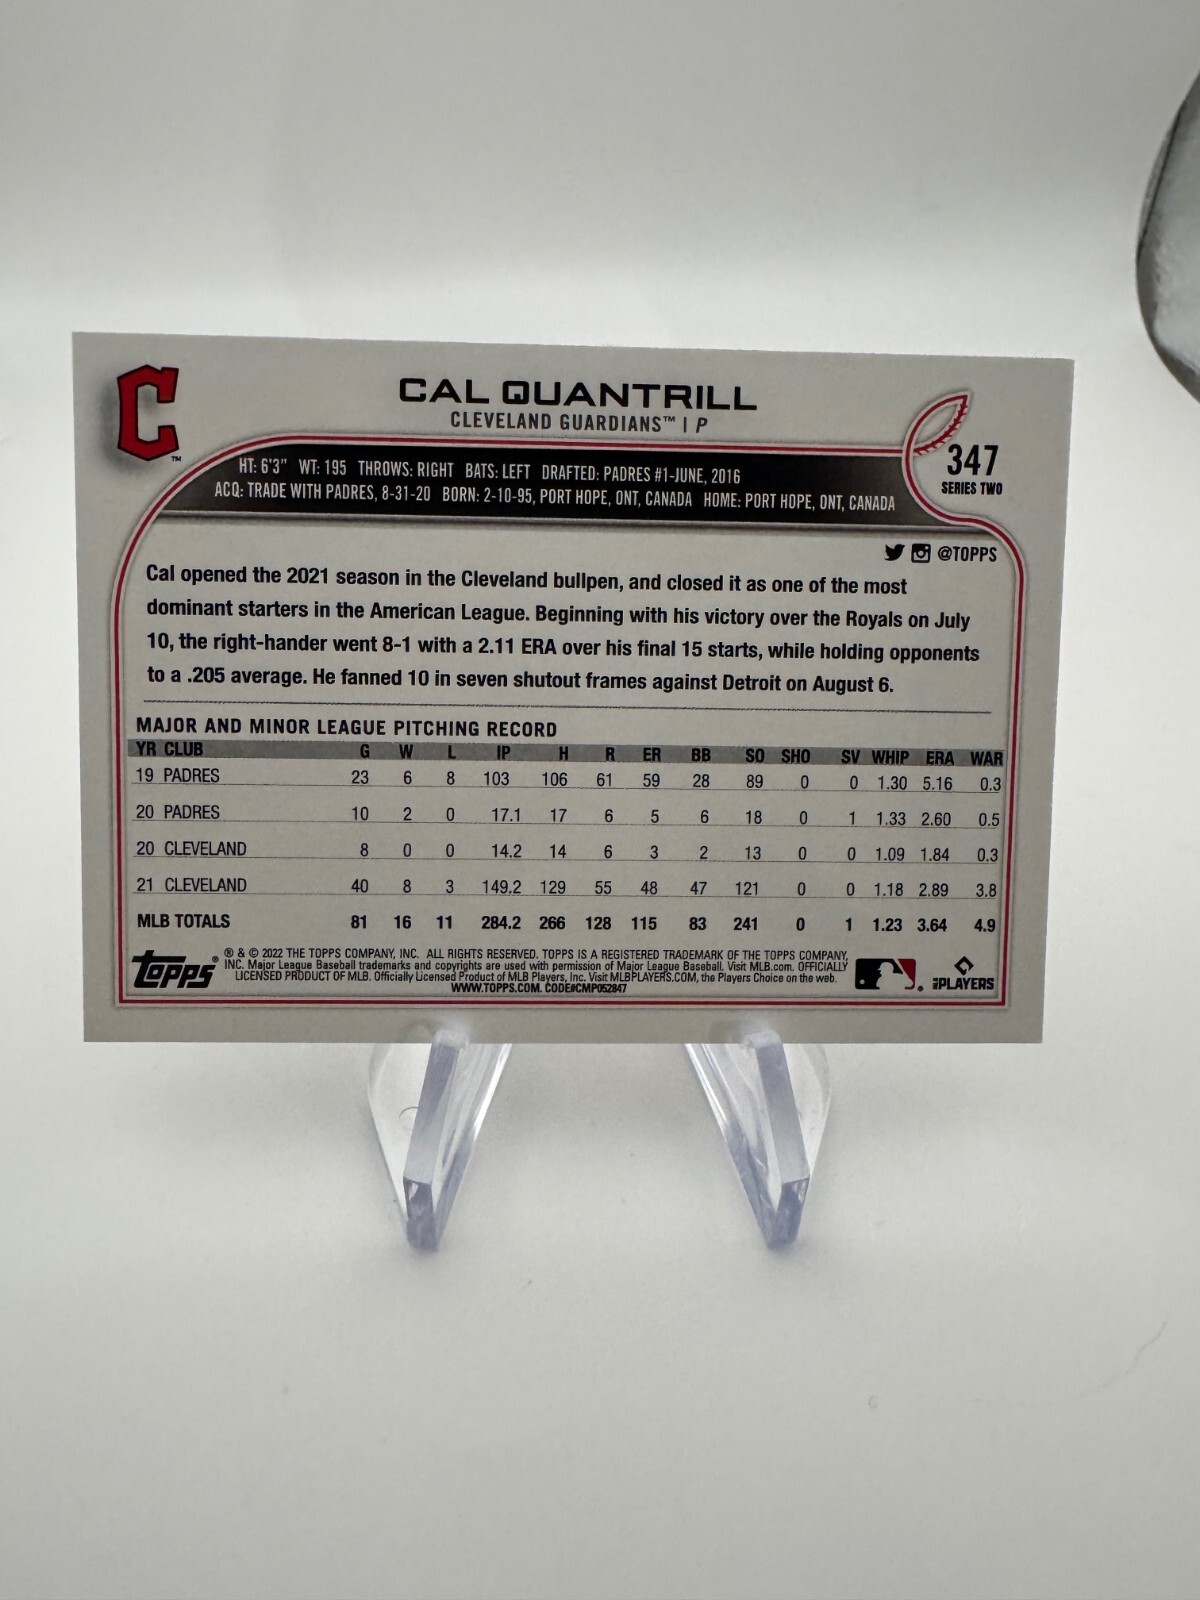 C™
CAL QUANTRILL
CLEVELAND GUARDIANS™ | P
347
SERIES TWO
HT: 6'3" WT: 195 THROWS: RIGHT BATS: LEFT DRAFTED: PADRES #1-JUNE, 2016
ACQ: TRADE WITH PADRES, 8-31-20 BORN: 2-10-95, PORT HOPE, ONT, CANADA HOME: PORT HOPE, ONT, CANADA
@TOPPS
Cal opened the 2021 season in the Cleveland bullpen, and closed it as one of the most
dominant starters in the American League. Beginning with his victory over the Royals on July
10, the right-hander went 8-1 with a 2.11 ERA over his final 15 starts, while holding opponents
to a .205 average. He fanned 10 in seven shutout frames against Detroit on August 6.
MAJOR AND MINOR LEAGUE PITCHING RECORD
YR CLUB G W L IP H R ER BB SO SHO SV WHIP ERA WAR
19 PADRES 23 6 8 103 106 61 59 28 89 0 0 1.30 5.16 0.3
20 PADRES 10 2 0 17.1 17 6 5 6 18 0 1 1.33 2.60 0.5
20 CLEVELAND 8 0 0 14.2 14 6 3 2 13 0 0 1.09 1.84 0.3
21 CLEVELAND 40 8 3 149.2 129 55 48 47 121 0 0 1.18 2.89 3.8
MLB TOTALS 81 16 11 284.2 266 128 115 83 241 0 1 1.23 3.64 4.9
topps®
® & © 2022 THE TOPPS COMPANY, INC. ALL RIGHTS RESERVED. TOPPS IS A REGISTERED TRADEMARK OF THE TOPPS COMPANY,
INC. Major League Baseball trademarks and copyrights are used with permission of Major League Baseball. Visit MLB.com. OFFICIALLY
LICENSED PRODUCT OF MLB. Officially Licensed Product of MLB Players, Inc. Visit MLBPLAYERS.COM, the Players Choice on the web.
WWW.TOPPS.COM. CODE#CMP052847
MLB PLAYERS